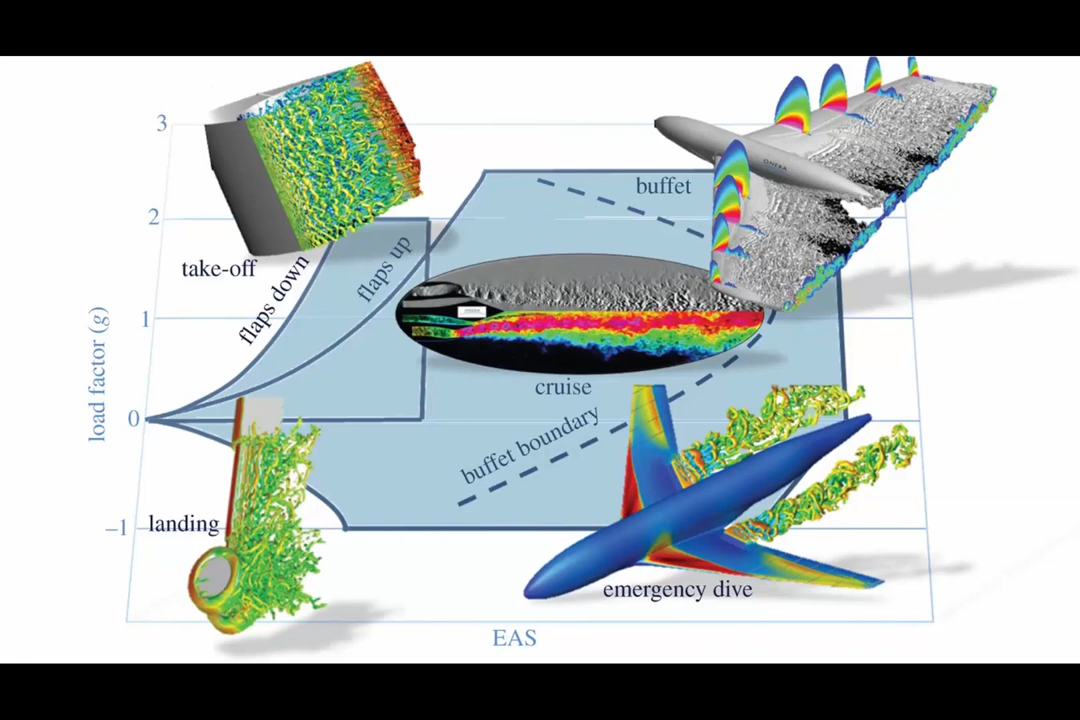 3
buffet
2
take-off
flaps down
flaps up
ONERA
load factor (g)
1
cruise
0
buffet boundary
landing
–1
emergency dive
EAS